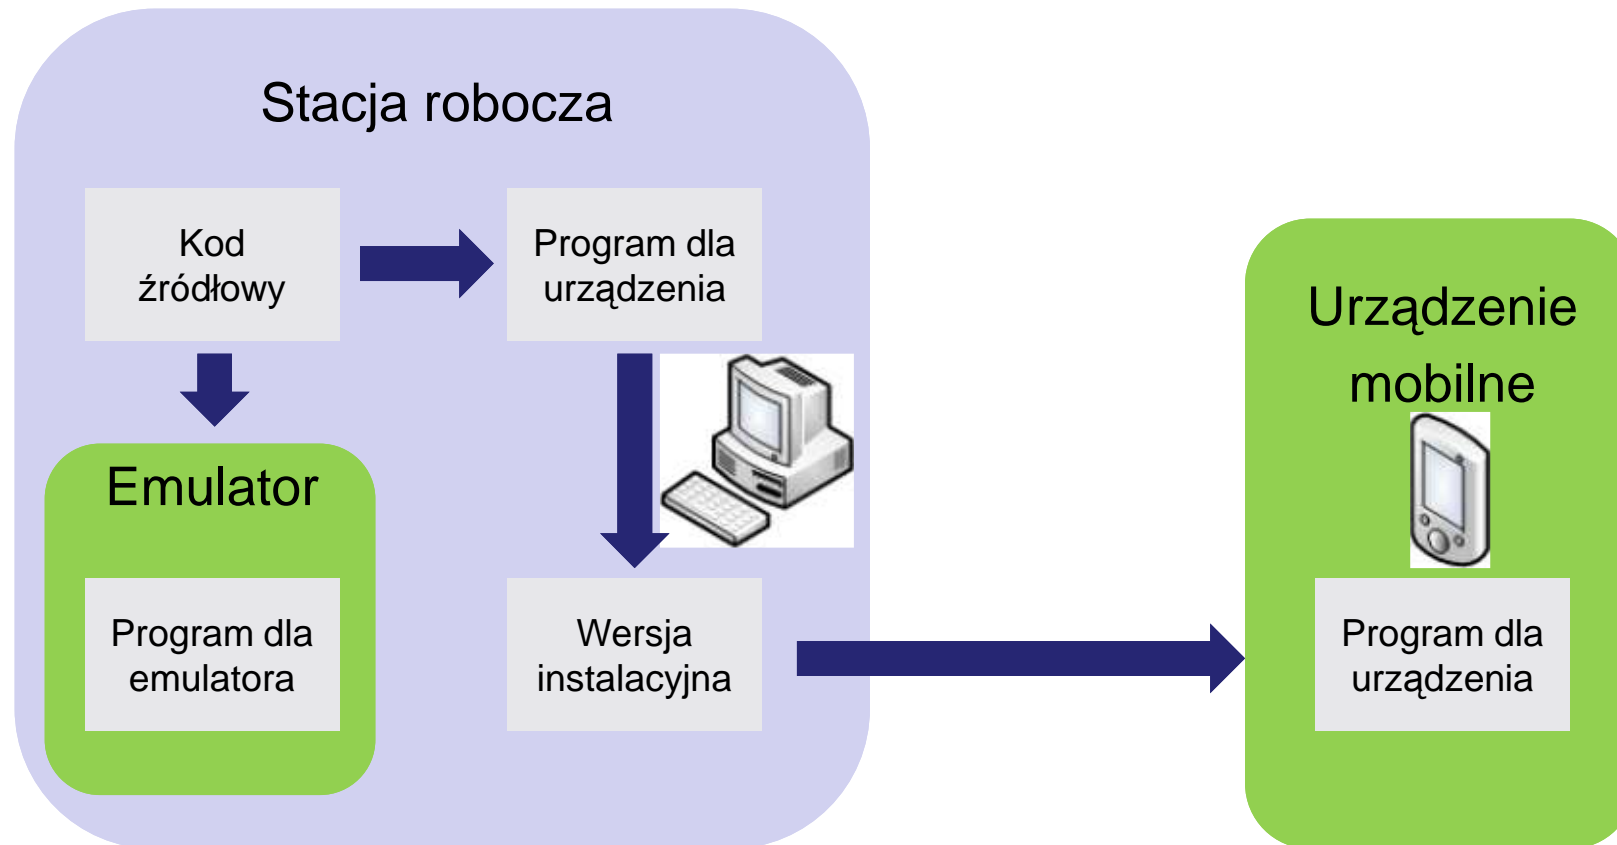 Stacja robocza
Kod
źródłowy
Program dla
urządzenia
Emulator
Program dla
emulatora
Wersja
instalacyjna
Urządzenie
mobilne
Program dla
urządzenia